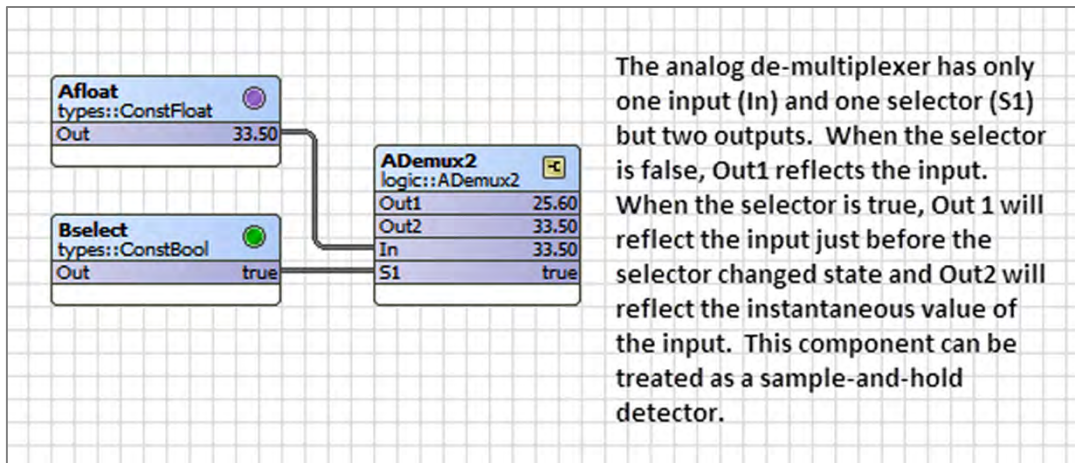 Afloat
types::ConstFloat
Out 33.50
Bselect
types::ConstBool
Out true
ADemux2
logic::ADemux2
Out1 25.60
Out2 33.50
In 33.50
S1 true
The analog de-multiplexer has only
one input (In) and one selector (S1)
but two outputs.  When the selector
is false, Out1 reflects the input.
When the selector is true, Out 1 will
reflect the input just before the
selector changed state and Out2 will
reflect the instantaneous value of
the input.  This component can be
treated as a sample-and-hold
detector.